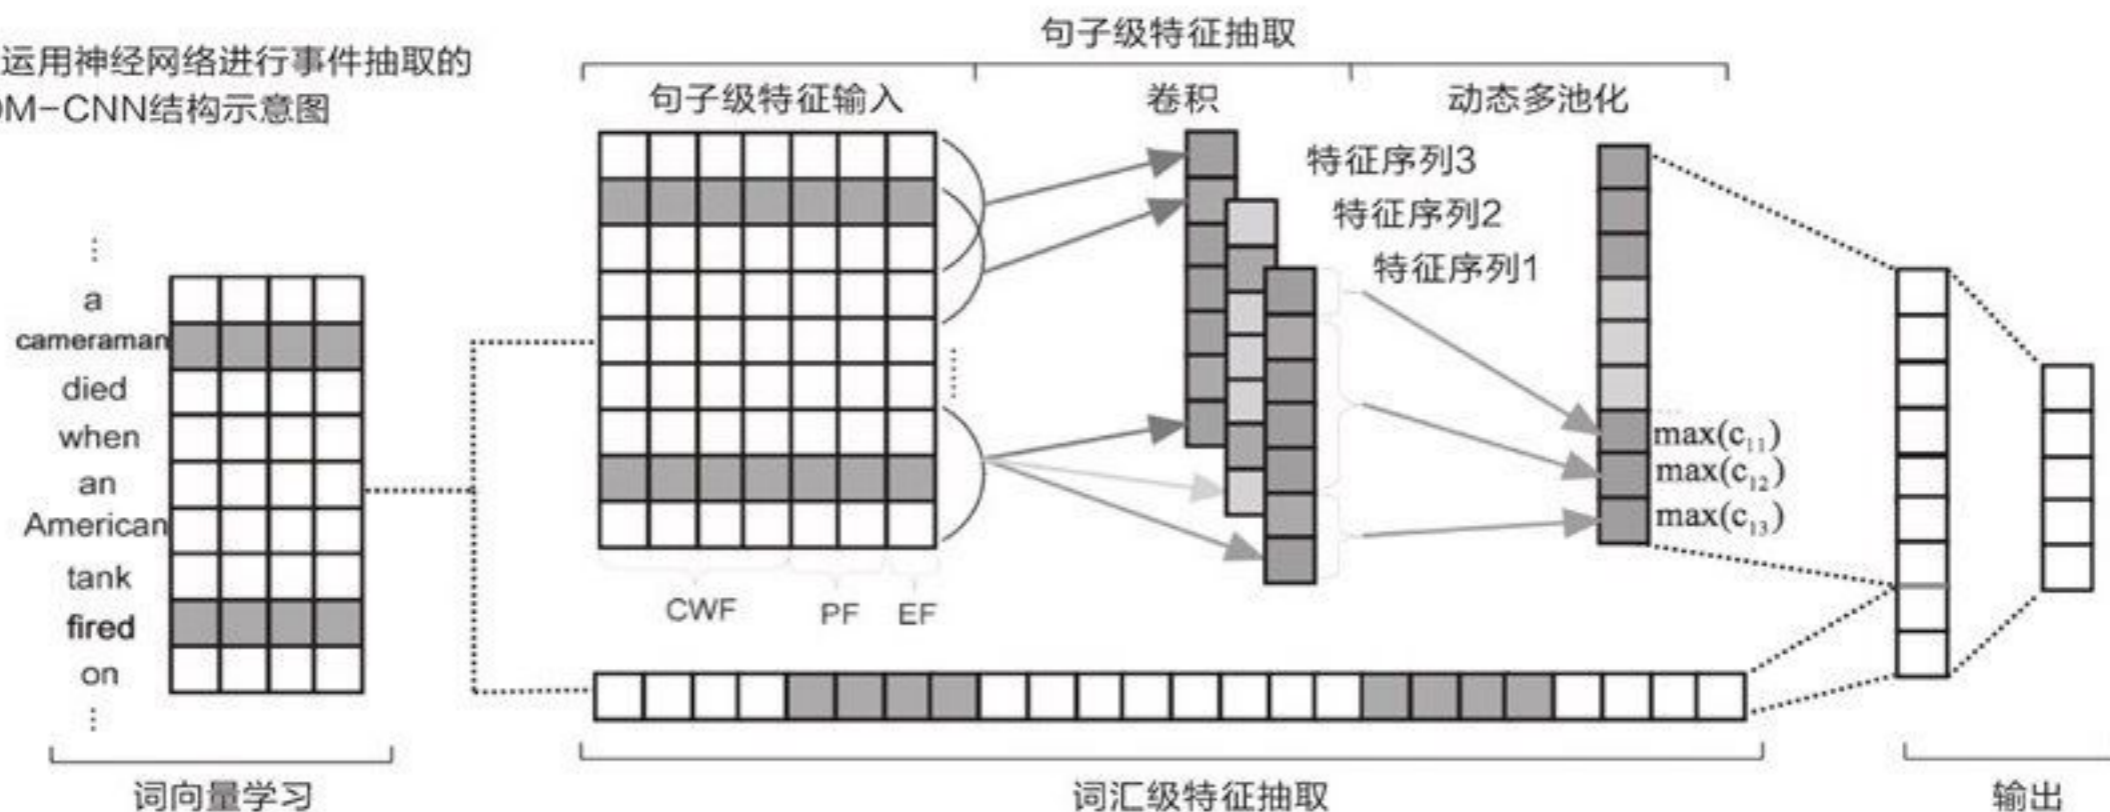 运用神经网络进行事件抽取的
DM-CNN结构示意图
句子级特征抽取
句子级特征输入
卷积
动态多池化
特征序列3
特征序列2
特征序列1
⋮
a
cameraman
died
when
an
American
tank
fired
on
⋮
max(c₁₁)
max(c₁₂)
max(c₁₃)
CWF
PF
EF
词向量学习
词汇级特征抽取
输出